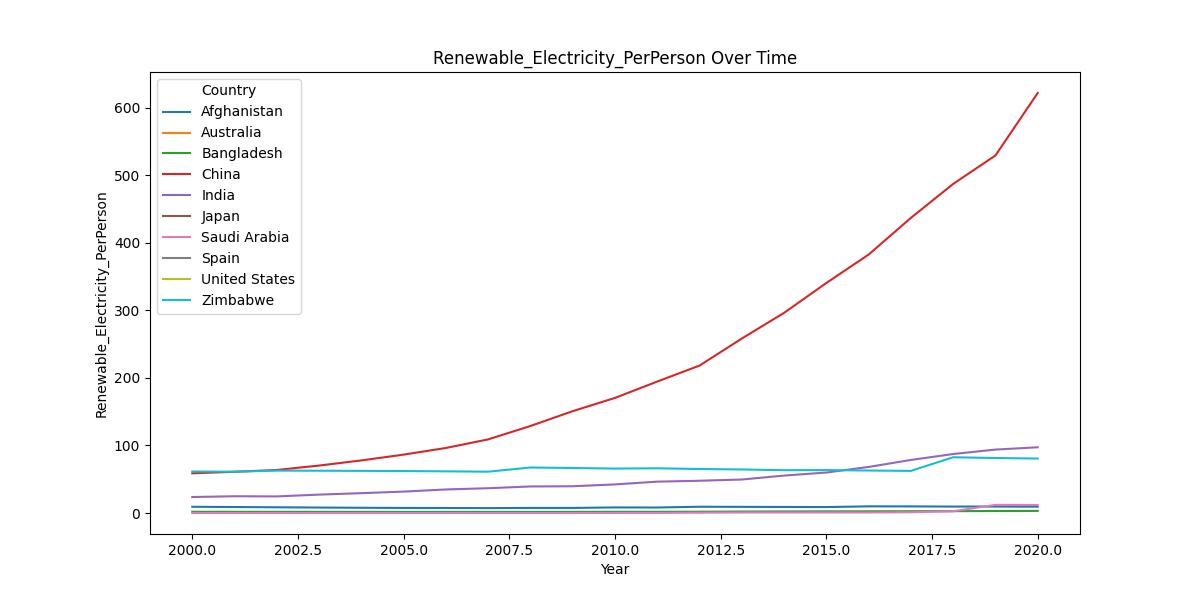 Renewable_Electricity_PerPerson Over Time
Renewable_Electricity_PerPerson
600
500
400
300
200
100
0
Country
Afghanistan
Australia
Bangladesh
China
India
Japan
Saudi Arabia
Spain
United States
Zimbabwe
2000.0
2002.5
2005.0
2007.5
2010.0
2012.5
2015.0
2017.5
2020.0
Year